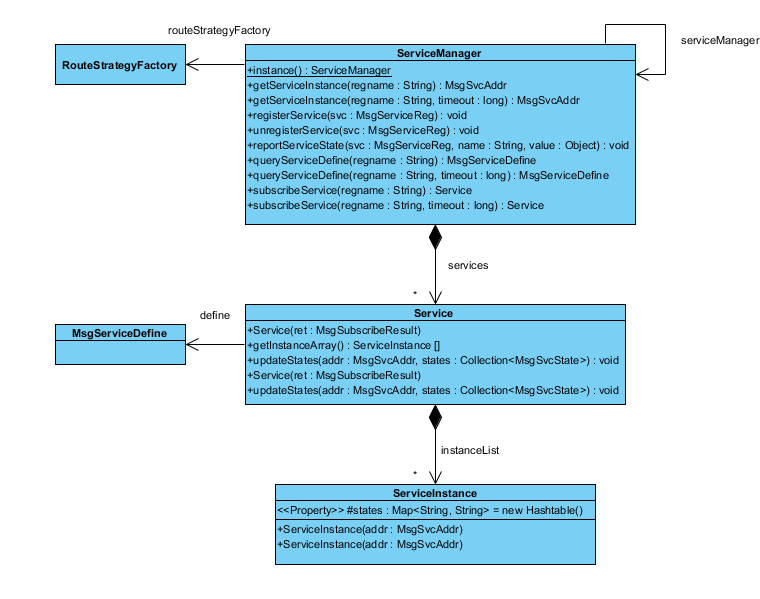 routeStrategyFactory
RouteStrategyFactory
ServiceManager
serviceManager
+instance() : ServiceManager
+getServiceInstance(regname : String) : MsgSvcAddr
+getServiceInstance(regname : String, timeout : long) : MsgSvcAddr
+registerService(svc : MsgServiceReg) : void
+unregisterService(svc : MsgServiceReg) : void
+reportServiceState(svc : MsgServiceReg, name : String, value : Object) : void
+queryServiceDefine(regname : String) : MsgServiceDefine
+queryServiceDefine(regname : String, timeout : long) : MsgServiceDefine
+subscribeService(regname : String) : Service
+subscribeService(regname : String, timeout : long) : Service
services
*
define
MsgServiceDefine
Service
+Service(ret : MsgSubscribeResult)
+getInstanceArray() : ServiceInstance []
+updateStates(addr : MsgSvcAddr, states : Collection<MsgSvcState>) : void
+Service(ret : MsgSubscribeResult)
+updateStates(addr : MsgSvcAddr, states : Collection<MsgSvcState>) : void
instanceList
*
ServiceInstance
<<Property>> #states : Map<String, String> = new Hashtable()
+ServiceInstance(addr : MsgSvcAddr)
+ServiceInstance(addr : MsgSvcAddr)